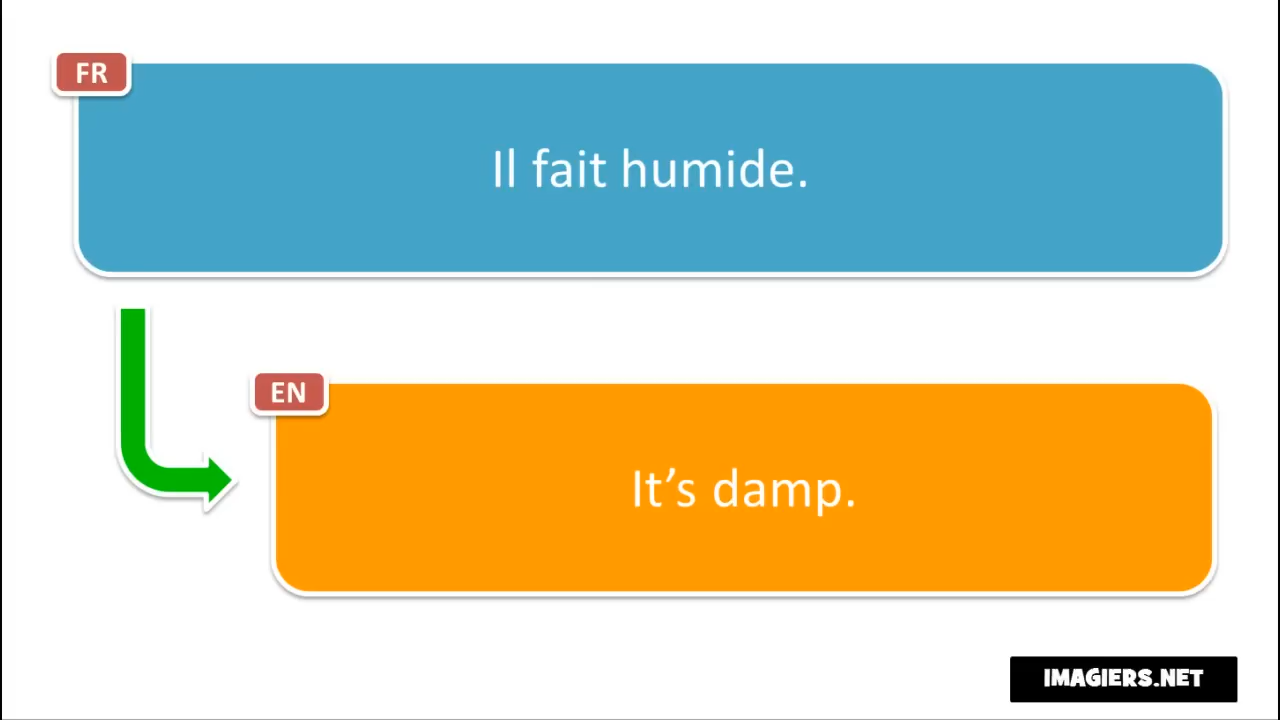 FR
Il fait humide.
EN
It’s damp.
IMAGIERS.NET